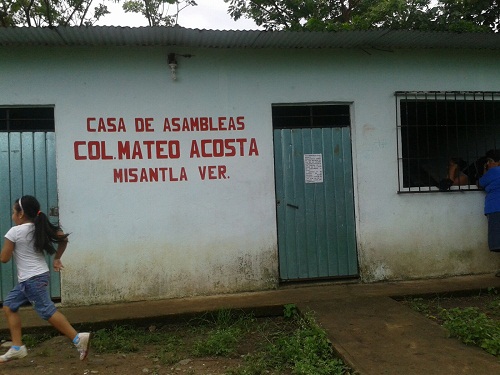 CASA DE ASAMBLEAS
COL. MATEO ACOSTA
MISANTLA VER.